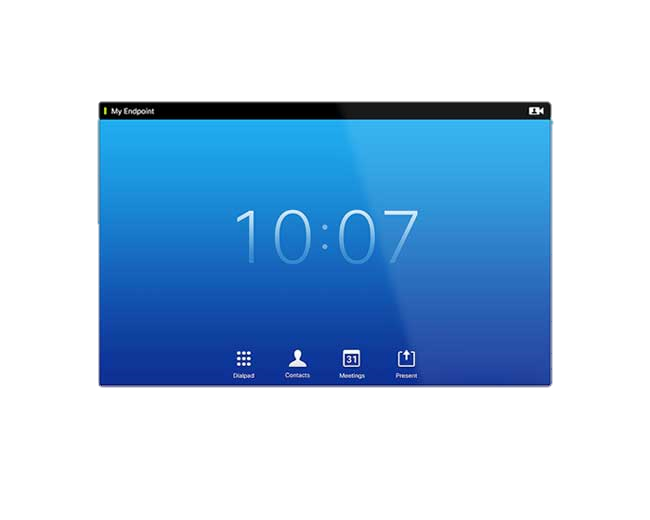 My Endpoint
10:07
31
Dialpad Contacts Meetings Present